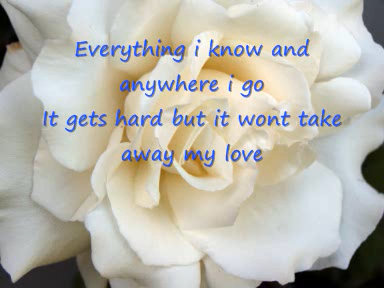 Everything i know and
anywhere i go
It gets hard but it wont take
away my love